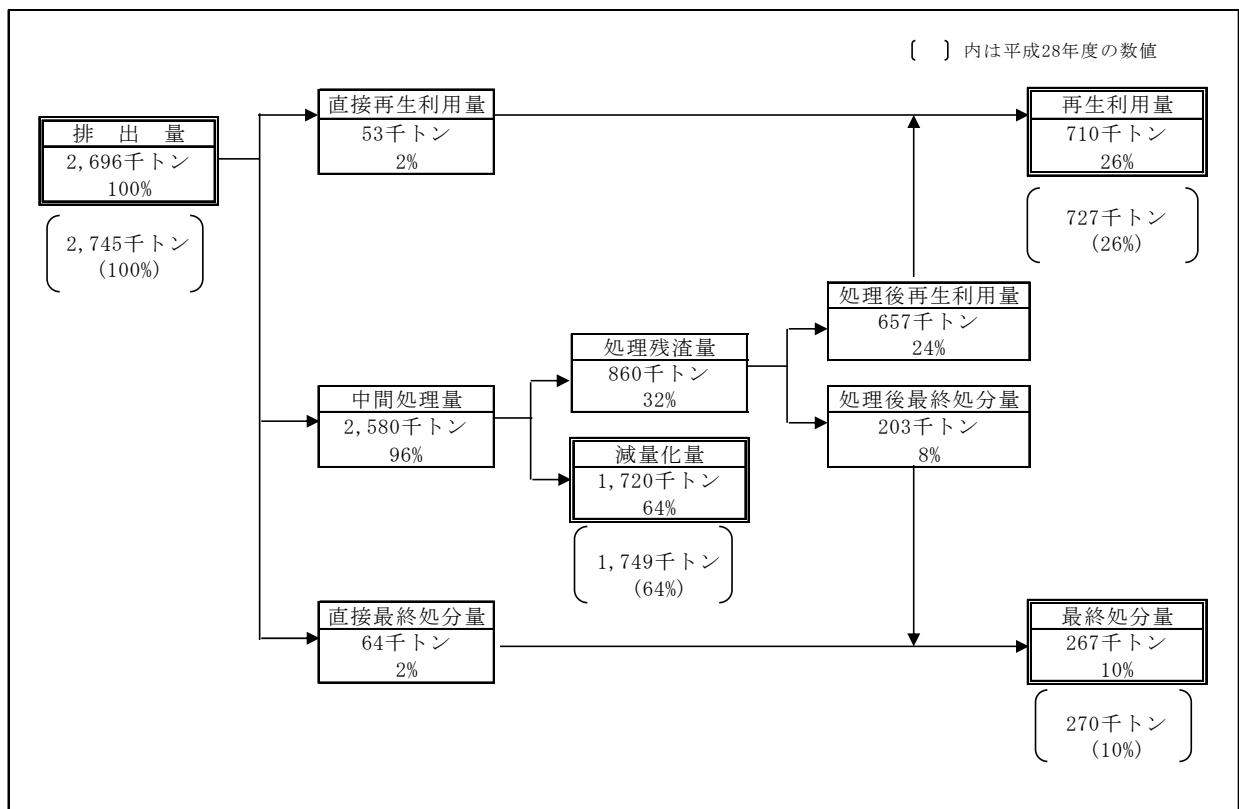 〔　〕内は平成28年度の数値
排　出　量
2,696千トン
100%
2,745千トン
(100%)
直接再生利用量
53千トン
2%
中間処理量
2,580千トン
96%
直接最終処分量
64千トン
2%
処理残渣量
860千トン
32%
減量化量
1,720千トン
64%
1,749千トン
(64%)
処理後再生利用量
657千トン
24%
処理後最終処分量
203千トン
8%
再生利用量
710千トン
26%
727千トン
(26%)
最終処分量
267千トン
10%
270千トン
(10%)